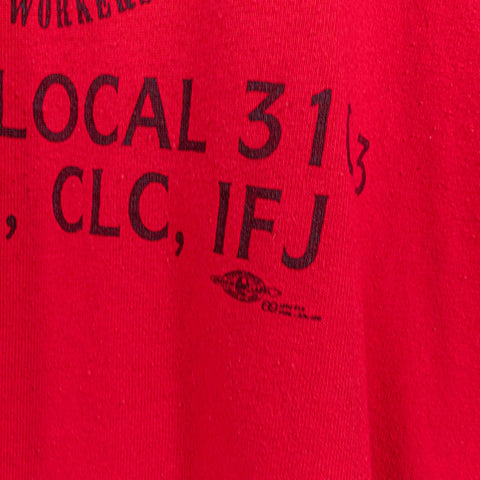 WORKERS
LOCAL 31
, CLC, IFJ